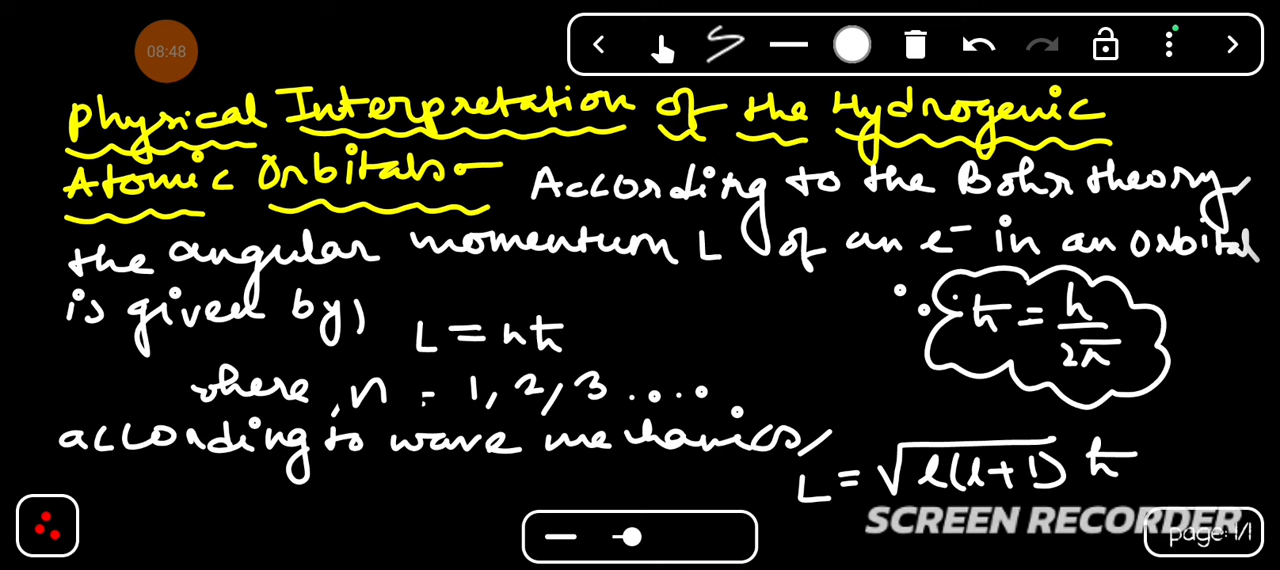 08:48
Physical Interpretation of the Hydrogenic
Atomic Orbitals- According to the Bohr theory,
the angular momentum L of an e⁻ in an orbital
is given by,
L = nħ
∵ ħ = h/2π
where, n = 1, 2, 3 ....
according to wave mechanics,
L = √l(l+1) ħ
SCREEN RECORDER
page:1/1